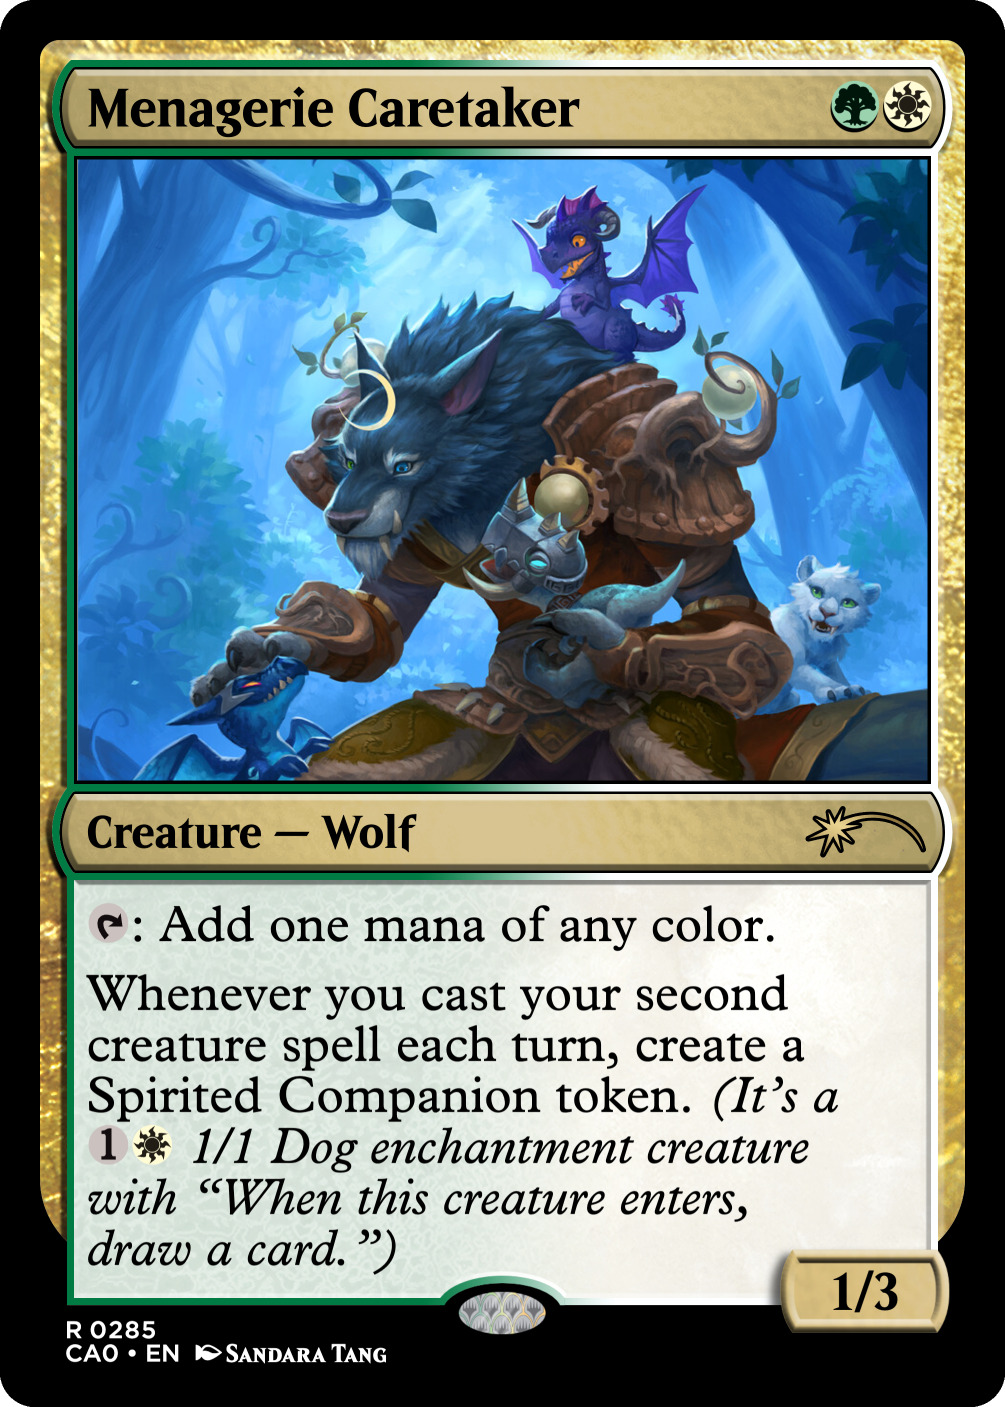 Menagerie Caretaker
Creature — Wolf
: Add one mana of any color.
Whenever you cast your second
creature spell each turn, create a
Spirited Companion token. (It's a
1 1/1 Dog enchantment creature
with “When this creature enters,
draw a card.”)
1/3
R 0285
CAO • EN SANDARA TANG